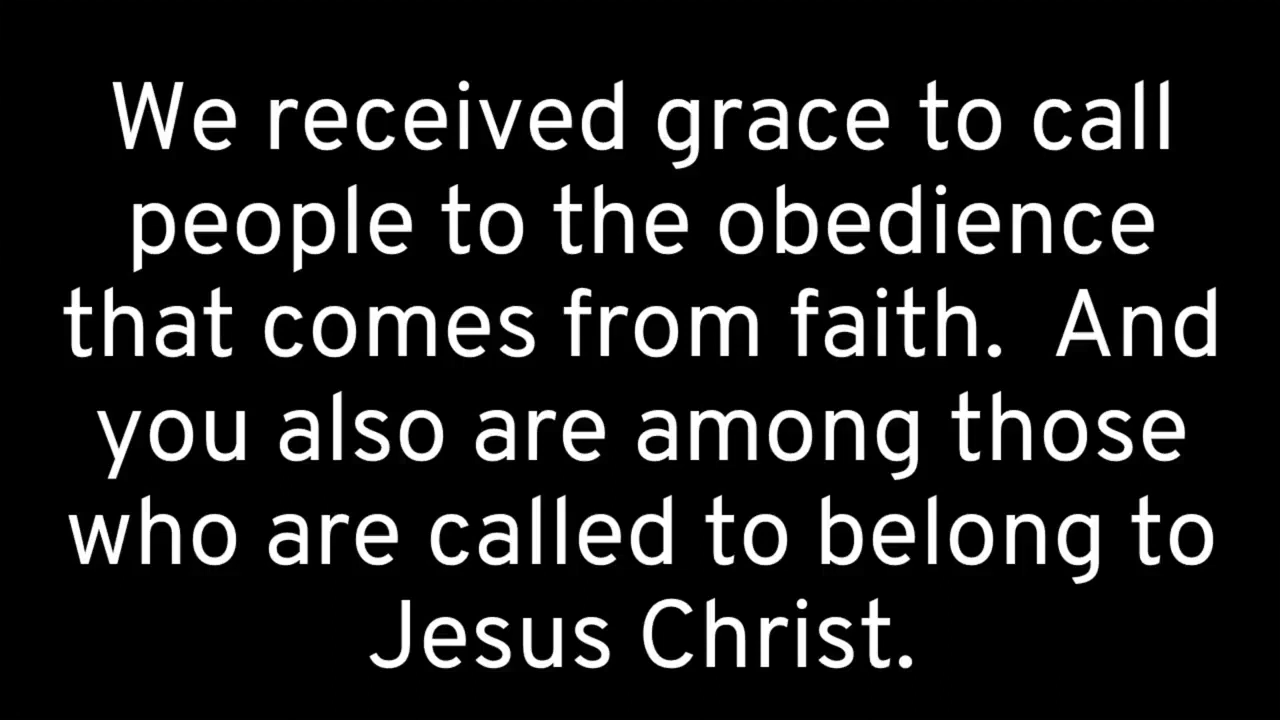 We received grace to call
people to the obedience
that comes from faith.  And
you also are among those
who are called to belong to
Jesus Christ.